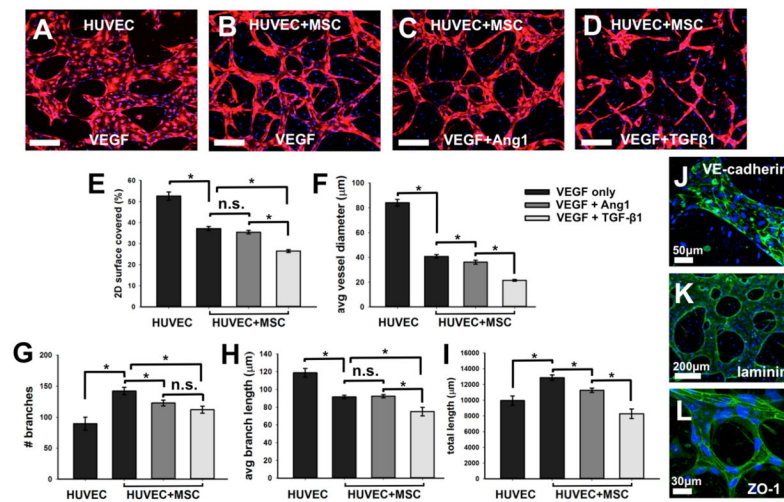 A HUVEC VEGF
B HUVEC+MSC VEGF
C HUVEC+MSC VEGF+Ang1
D HUVEC+MSC VEGF+TGFβ1
E
2D surface covered (%)
60
50
40
30
20
10
0
* * n.s. *
HUVEC HUVEC+MSC
F
avg vessel diameter (μm)
100
80
60
40
20
0
* * *
HUVEC HUVEC+MSC
VEGF only
VEGF + Ang1
VEGF + TGF-β1
G
# branches
200
150
100
50
0
* * * n.s.
HUVEC HUVEC+MSC
H
avg branch length (μm)
140
120
100
80
60
40
20
0
* * n.s. *
HUVEC HUVEC+MSC
I
total length (μm)
16000
14000
12000
10000
8000
6000
4000
2000
0
* * *
HUVEC HUVEC+MSC
J VE-cadherin
50μm
K
200μm laminin
L
30μm ZO-1